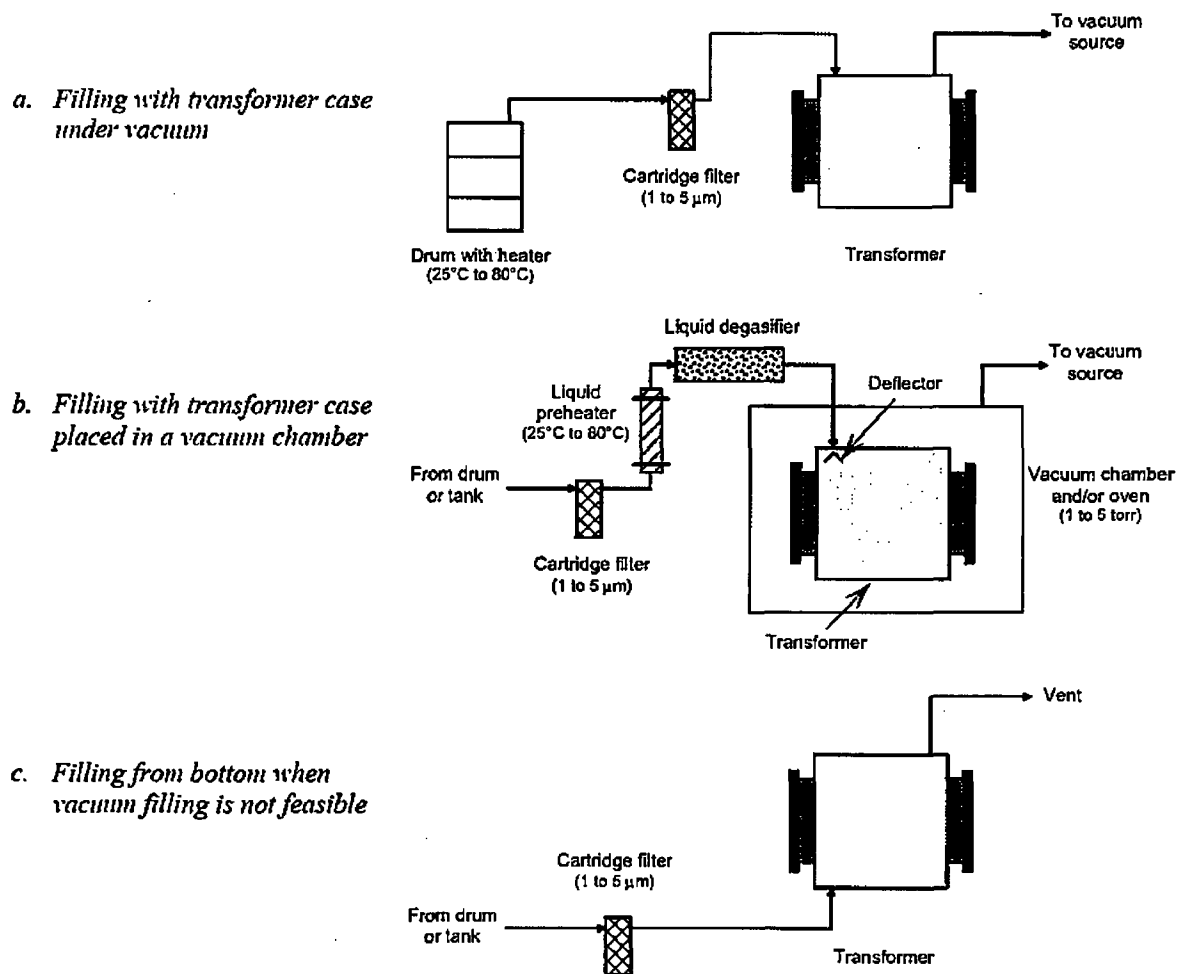 To vacuum
source
a. Filling with transformer case
under vacuum
Cartridge filter
(1 to 5 μm)
Drum with heater
(25°C to 80°C)
Transformer
Liquid degasifier
To vacuum
source
Deflector
b. Filling with transformer case
placed in a vacuum chamber
Liquid
preheater
(25°C to 80°C)
From drum
or tank
Vacuum chamber
and/or oven
(1 to 5 torr)
Cartridge filter
(1 to 5 μm)
Transformer
Vent
c. Filling from bottom when
vacuum filling is not feasible
Cartridge filter
(1 to 5 μm)
From drum
or tank
Transformer